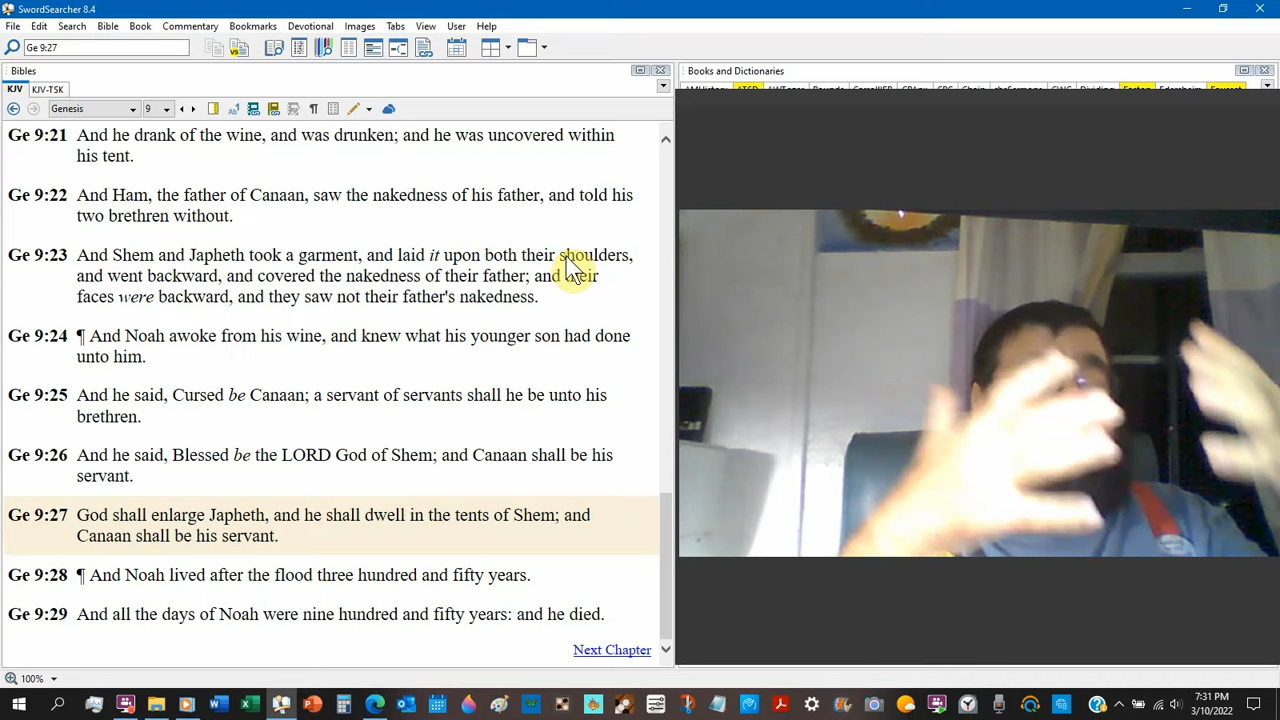 SwordSearcher 8.4
File Edit Search Bible Book Commentary Bookmarks Devotional Images Tabs View User Help
Ge 9:27
Bibles
Books and Dictionaries
KJV KJV-TSK
Genesis 9
Ge 9:21 And he drank of the wine, and was drunken; and he was uncovered within
his tent.
Ge 9:22 And Ham, the father of Canaan, saw the nakedness of his father, and told his
two brethren without.
Ge 9:23 And Shem and Japheth took a garment, and laid it upon both their shoulders,
and went backward, and covered the nakedness of their father; and their
faces were backward, and they saw not their father's nakedness.
Ge 9:24 ¶ And Noah awoke from his wine, and knew what his younger son had done
unto him.
Ge 9:25 And he said, Cursed be Canaan; a servant of servants shall he be unto his
brethren.
Ge 9:26 And he said, Blessed be the LORD God of Shem; and Canaan shall be his
servant.
Ge 9:27 God shall enlarge Japheth, and he shall dwell in the tents of Shem; and
Canaan shall be his servant.
Ge 9:28 ¶ And Noah lived after the flood three hundred and fifty years.
Ge 9:29 And all the days of Noah were nine hundred and fifty years: and he died.
Next Chapter
100%
7:31 PM
3/10/2022